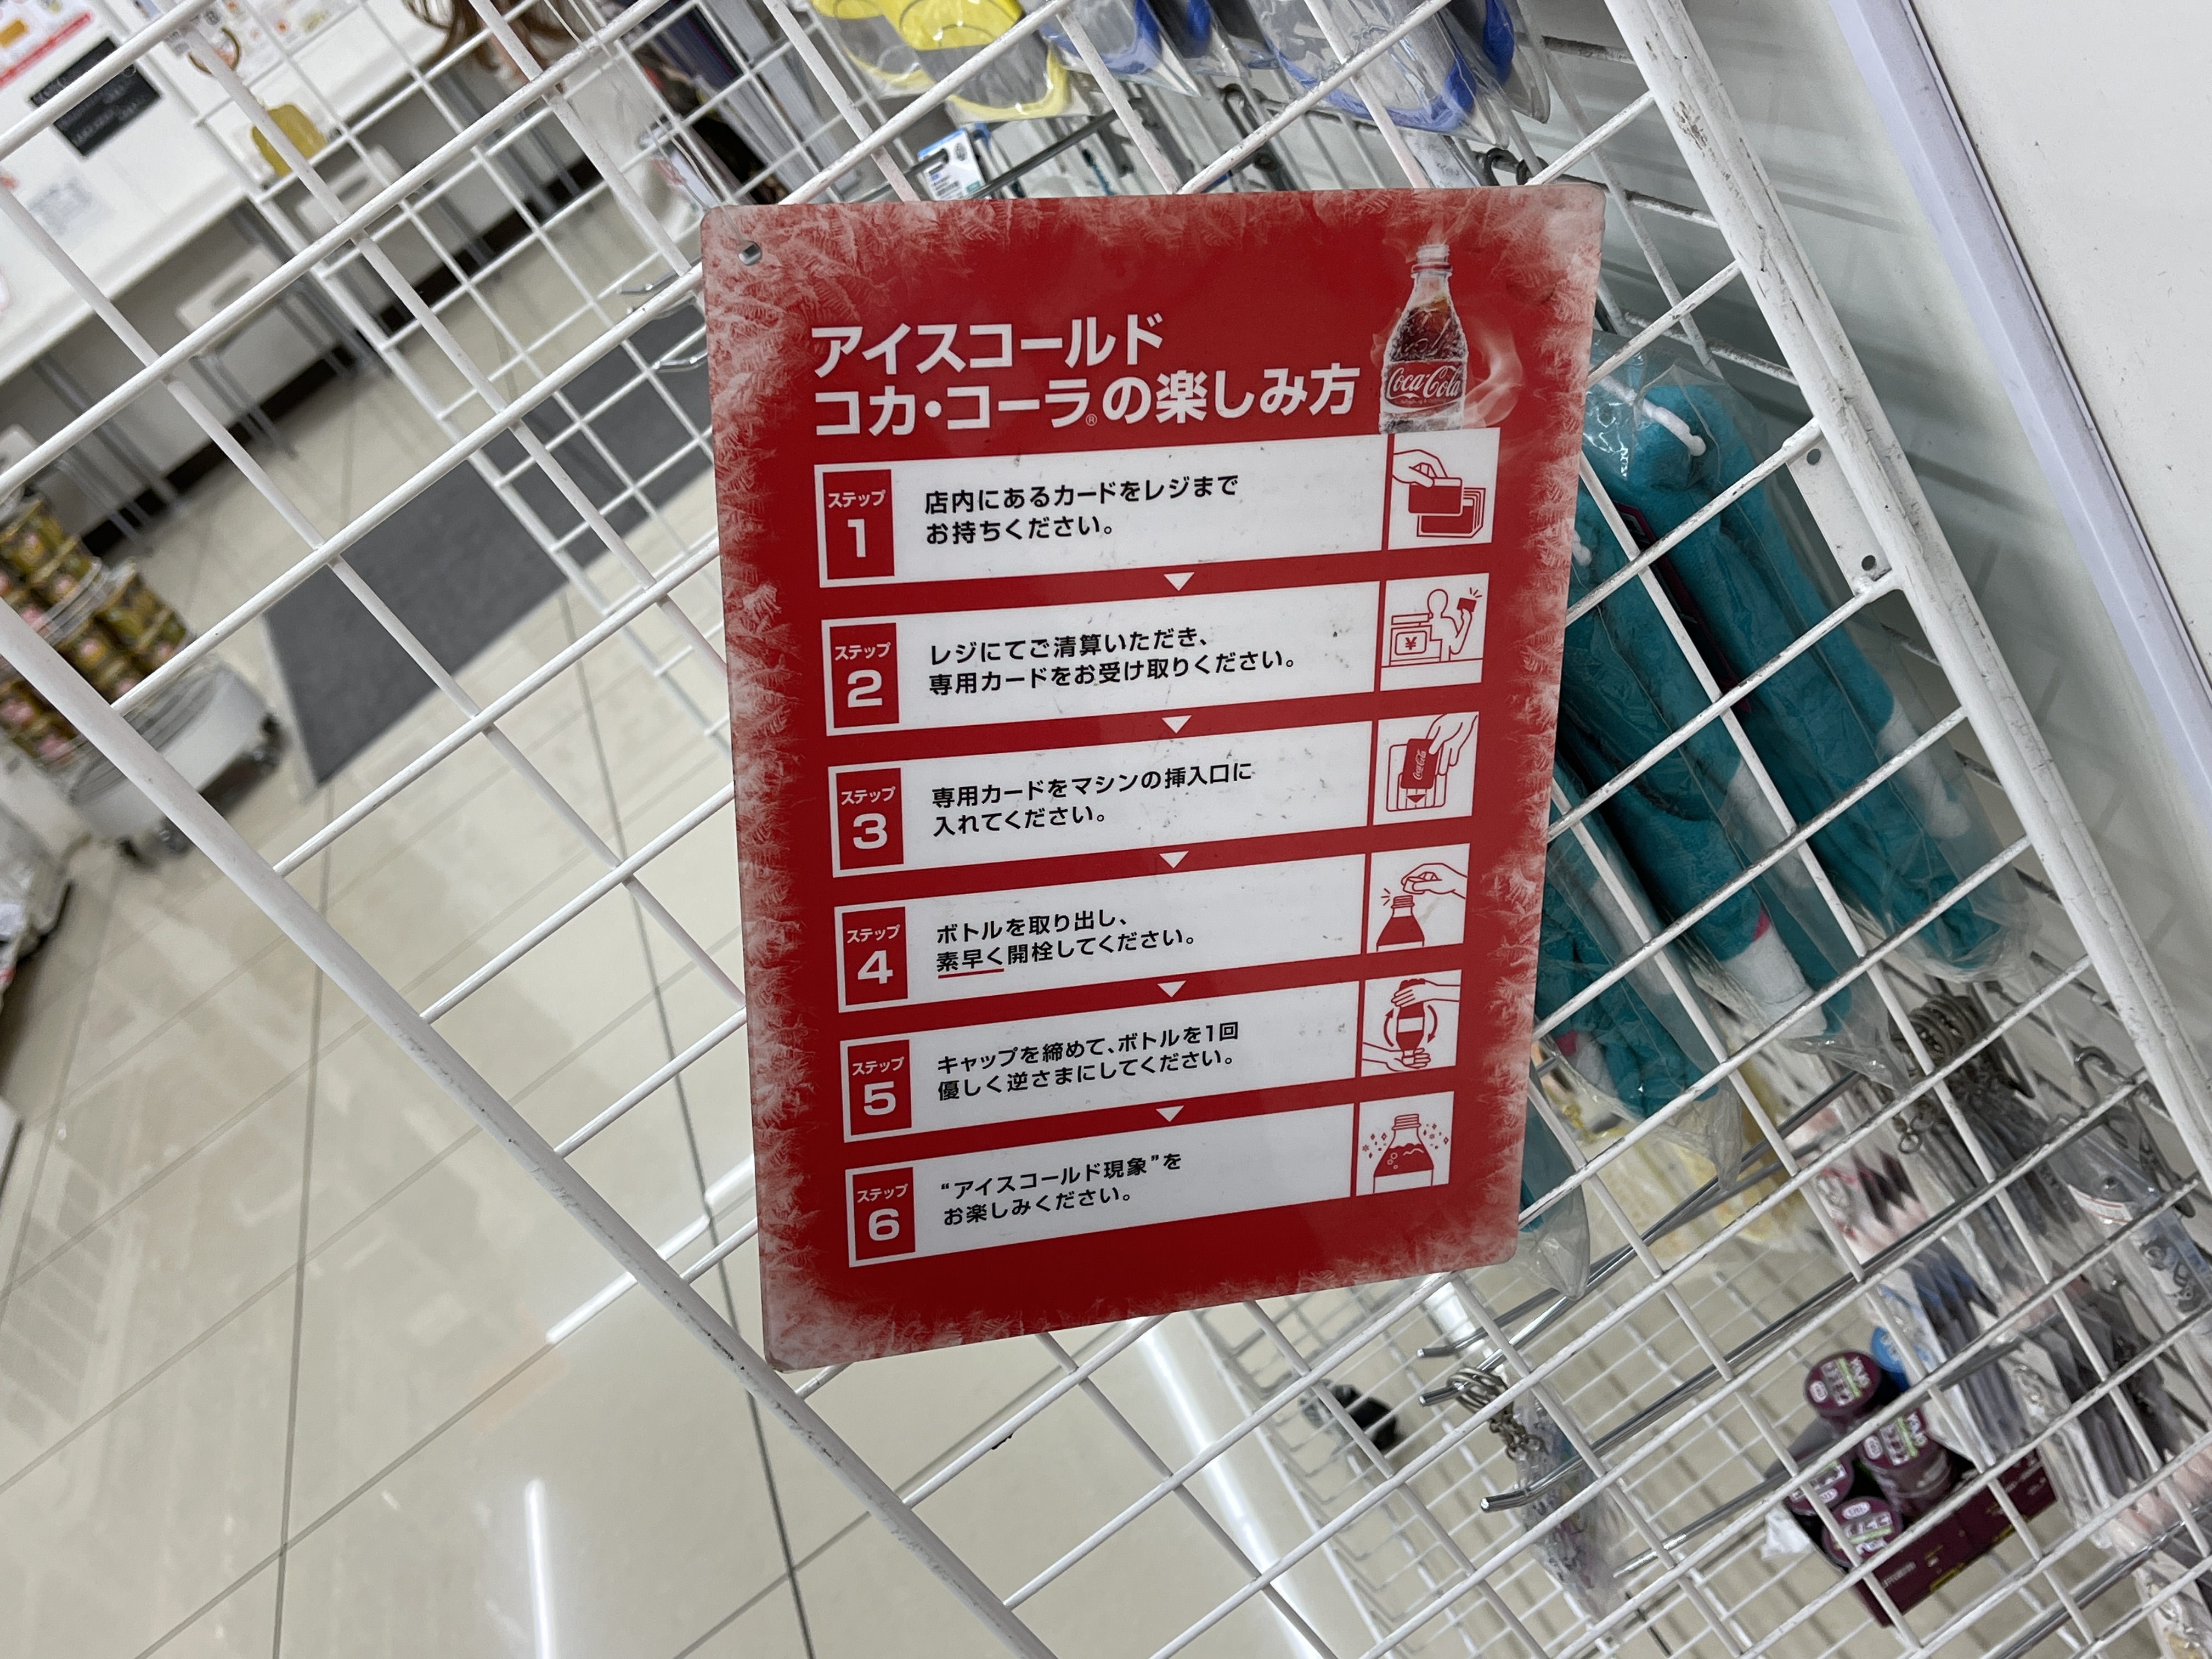 アイスコールド
コカ・コーラ®の楽しみ方
Coca-Cola
ステップ
1
店内にあるカードをレジまで
お持ちください。
ステップ
2
レジにてご清算いただき、
専用カードをお受け取りください。
¥
ステップ
3
専用カードをマシンの挿入口に
入れてください。
Coca-Cola
ステップ
4
ボトルを取り出し、
素早く開栓してください。
ステップ
5
キャップを締めて、ボトルを1回
優しく逆さまにしてください。
ステップ
6
“アイスコールド現象”を
お楽しみください。